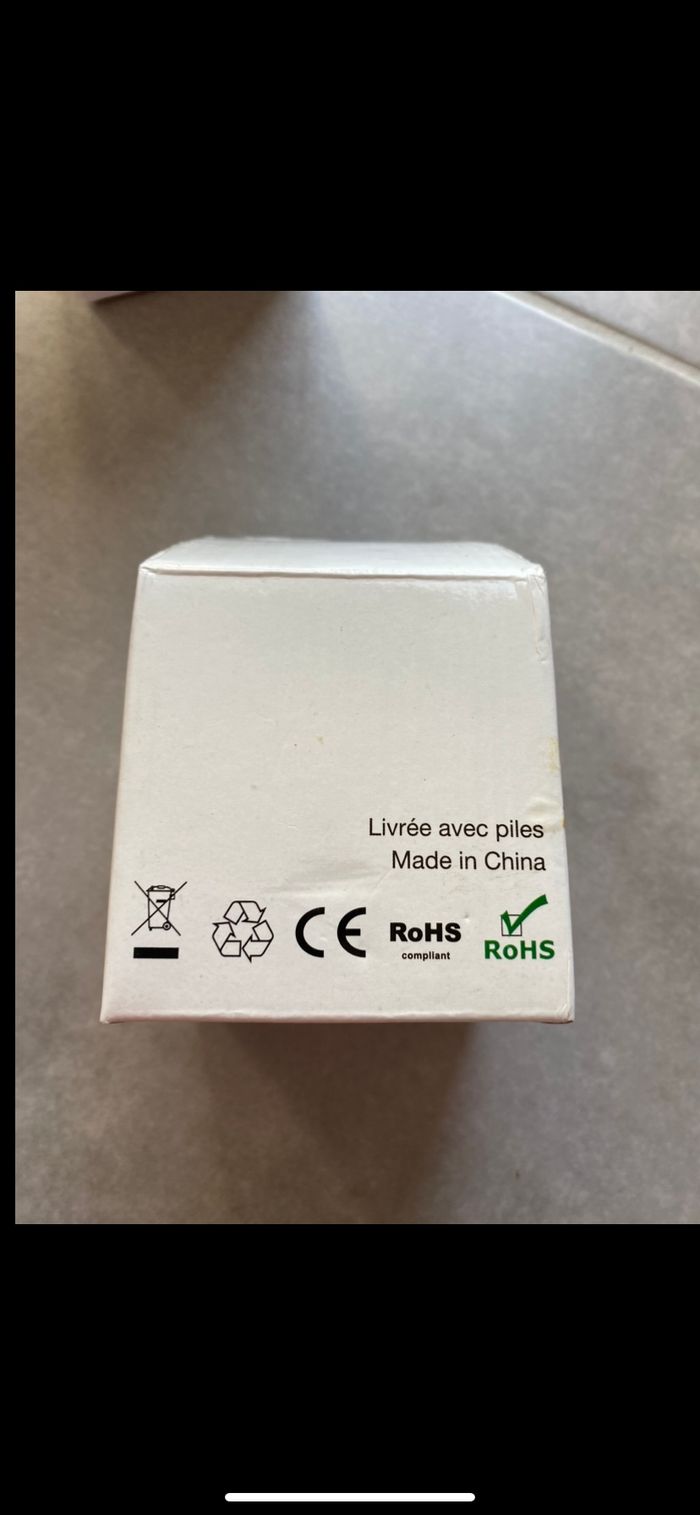 Livrée avec piles
Made in China
CE RoHS RoHS
compliant